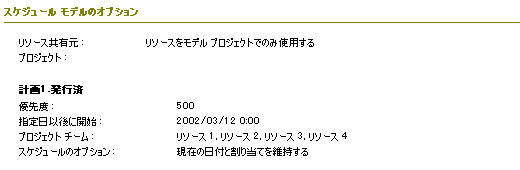 スケジュール モデルのオプション
リソース共有元： リソースをモデル プロジェクトでのみ使用する
プロジェクト：
計画1.発行済
優先度： 500
指定日以後に開始： 2002/03/12 0:00
プロジェクト チーム： リソース 1, リソース 2, リソース 3, リソース 4
スケジュールのオプション： 現在の日付と割り当てを維持する